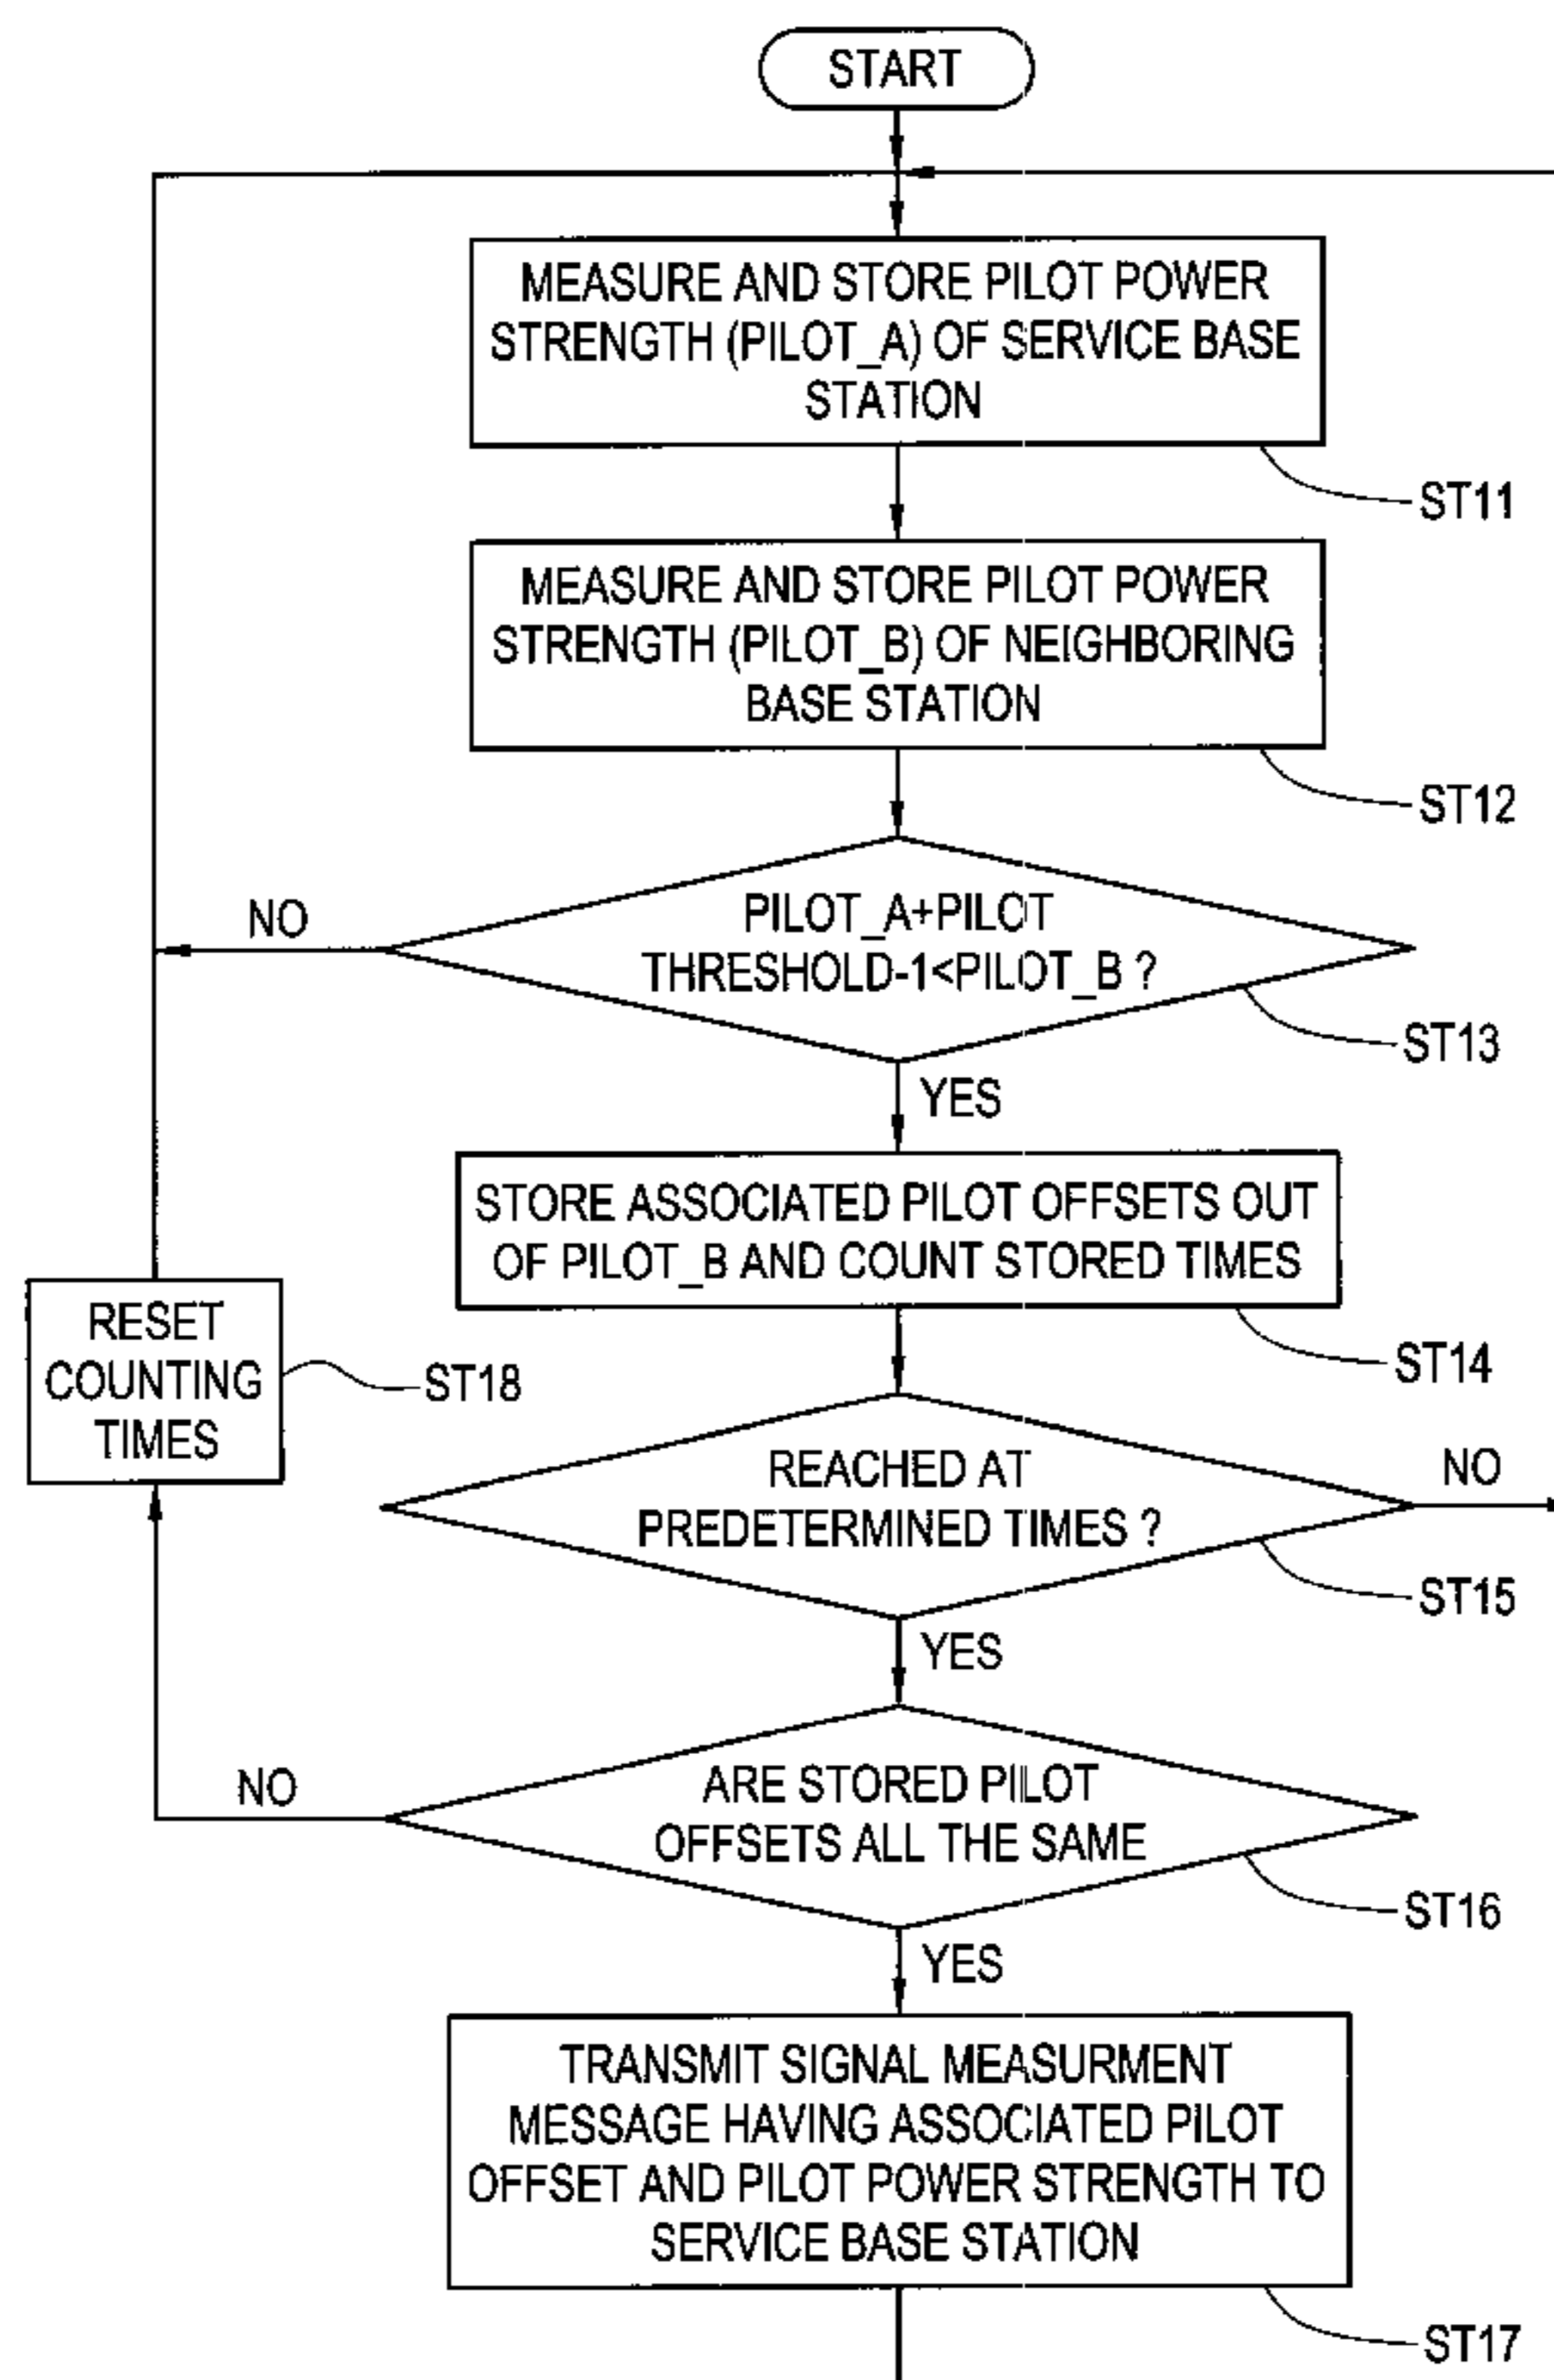 START
MEASURE AND STORE PILOT POWER
STRENGTH (PILOT_A) OF SERVICE BASE
STATION
ST11
MEASURE AND STORE PILOT POWER
STRENGTH (PILOT_B) OF NEIGHBORING
BASE STATION
ST12
NO
PILOT_A+PILOT
THRESHOLD-1<PILOT_B ?
ST13
YES
STORE ASSOCIATED PILOT OFFSETS OUT
OF PILOT_B AND COUNT STORED TIMES
ST14
RESET
COUNTING
TIMES
ST18
REACHED AT
PREDETERMINED TIMES ?
NO
ST15
YES
NO
ARE STORED PILOT
OFFSETS ALL THE SAME
ST16
YES
TRANSMIT SIGNAL MEASURMENT
MESSAGE HAVING ASSOCIATED PILOT
OFFSET AND PILOT POWER STRENGTH TO
SERVICE BASE STATION
ST17